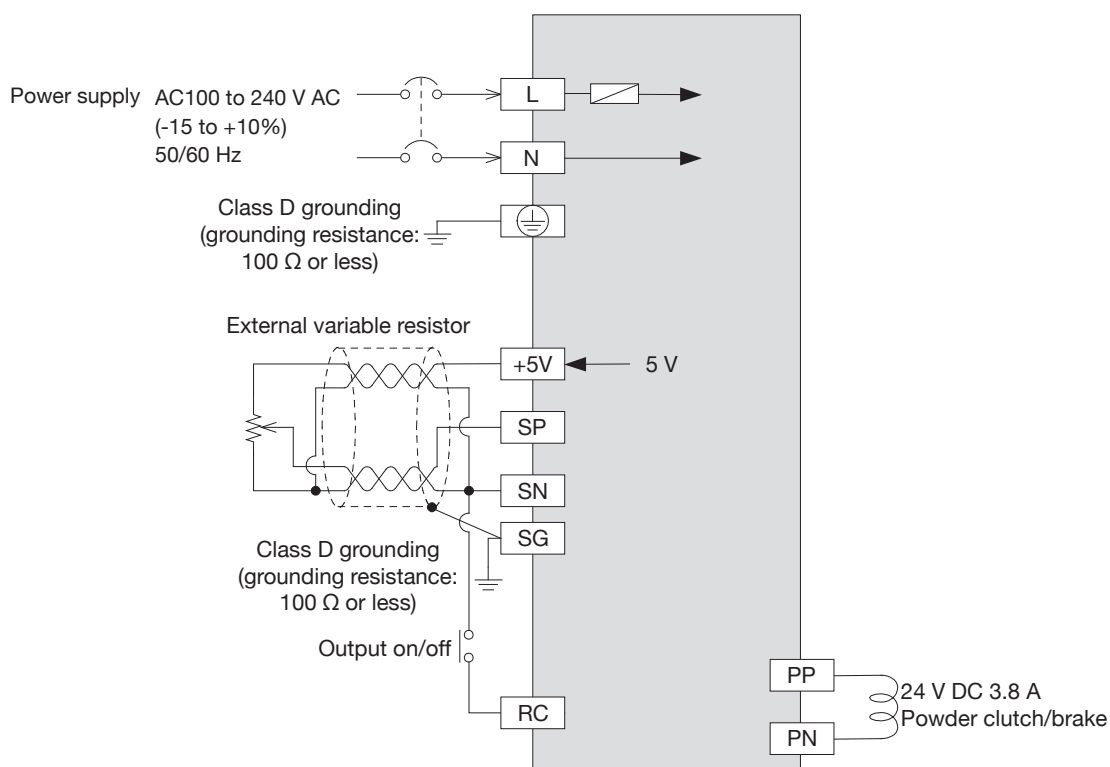 Power supply AC100 to 240 V AC
(-15 to +10%)
50/60 Hz
L
N
Class D grounding
(grounding resistance:
100 Ω or less)
External variable resistor
+5V
5 V
SP
SN
SG
Class D grounding
(grounding resistance:
100 Ω or less)
Output on/off
RC
PP
24 V DC 3.8 A
Powder clutch/brake
PN